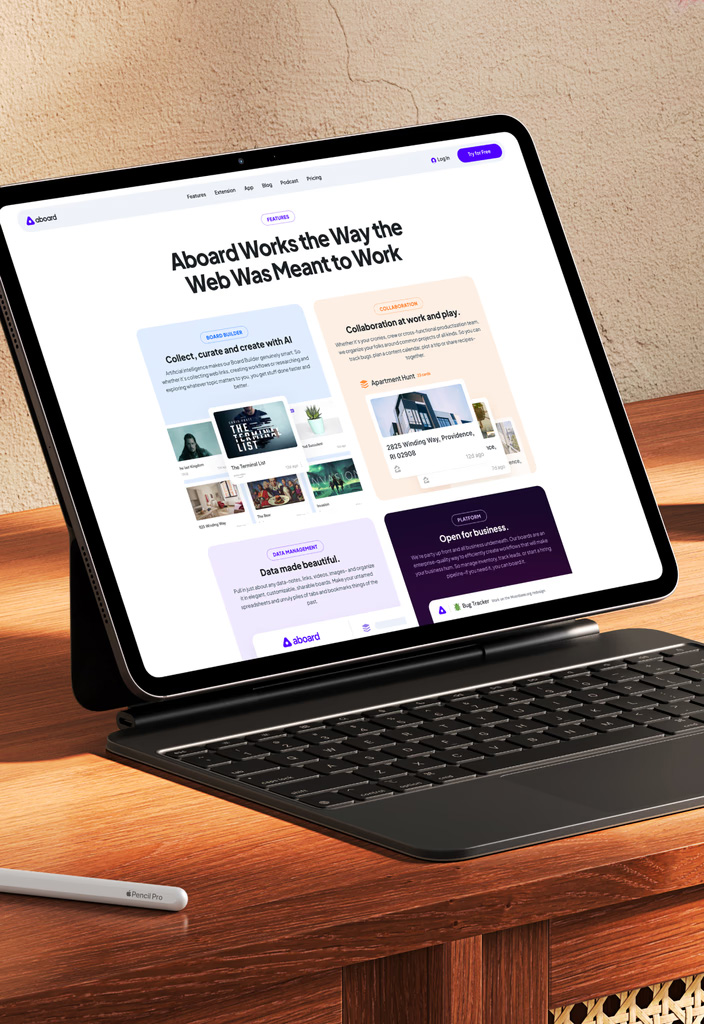 aboard
Features Extension App Blog Podcast Pricing
Log In
Try for Free
FEATURES
Aboard Works the Way the
Web Was Meant to Work
BOARD BUILDER
Collect, curate and create with AI
Artificial intelligence makes our Board Builder genuinely smart. So
whether it's collecting web links, creating workflows or researching and
exploring whatever topic matters to you, you get stuff done faster and
better.
THE
TERMINAL
LIST
The Terminal List
The Bear
Invasion
COLLABORATION
Collaboration at work and play.
Whether it's your cronies, crew or cross-functional productization team,
we organize your folks around common projects of all kinds. So you can
track bugs, plan a content calendar, plot a trip or share recipes–
together.
Apartment Hunt
2825 Winding Way, Providence,
RI 02908
12d ago
DATA MANAGEMENT
Data made beautiful.
Pull in just about any data–notes, links, videos, images–and organize
it in elegant, customizable, sharable boards. Make your untamed
spreadsheets and unruly piles of tabs and bookmarks things of the
past.
aboard
PLATFORM
Open for business.
We're party up front and all business underneath. Our boards are an
enterprise-quality way to efficiently create workflows that will make
your business hum. So manage inventory, track leads, or start a hiring
pipeline–if you need it, you can board it.
Bug Tracker
Pencil Pro